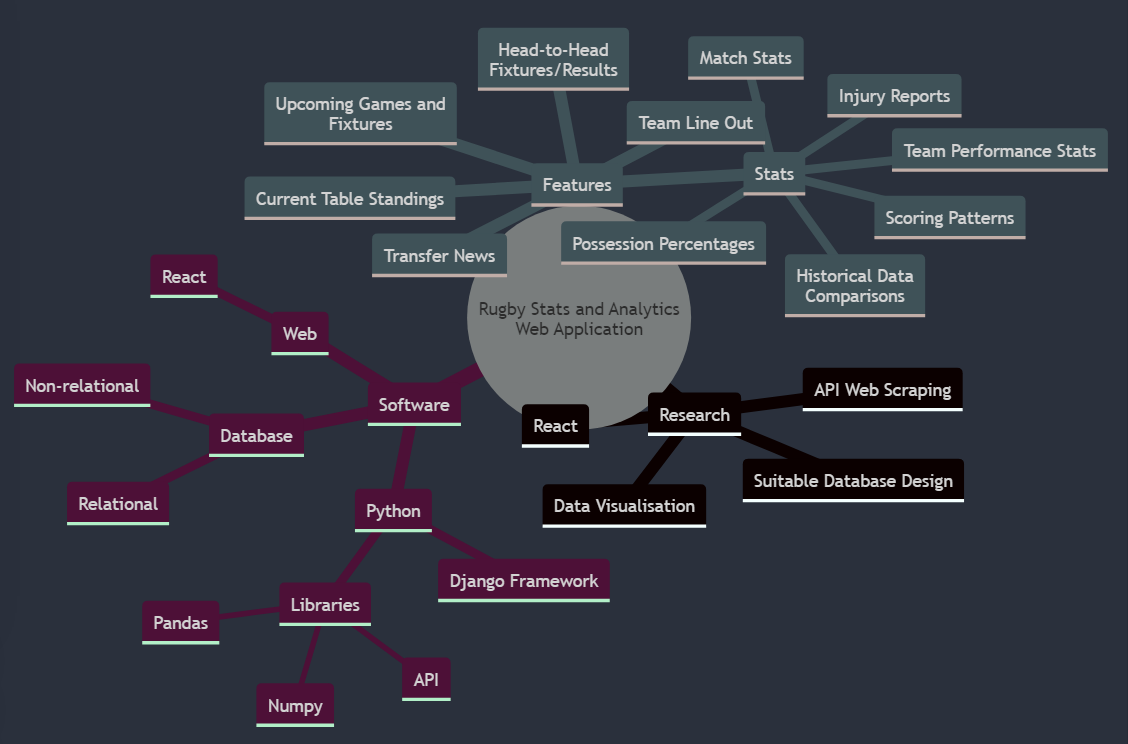 Head-to-Head
Fixtures/Results
Match Stats
Upcoming Games and
Fixtures
Injury Reports
Team Line Out
Team Performance Stats
Features
Stats
Current Table Standings
Scoring Patterns
Transfer News
Possession Percentages
Historical Data
Comparisons
Rugby Stats and Analytics
Web Application
React
Web
Non-relational
Software
Database
Relational
Python
Django Framework
Libraries
Pandas
API
Numpy
API Web Scraping
Research
React
Suitable Database Design
Data Visualisation